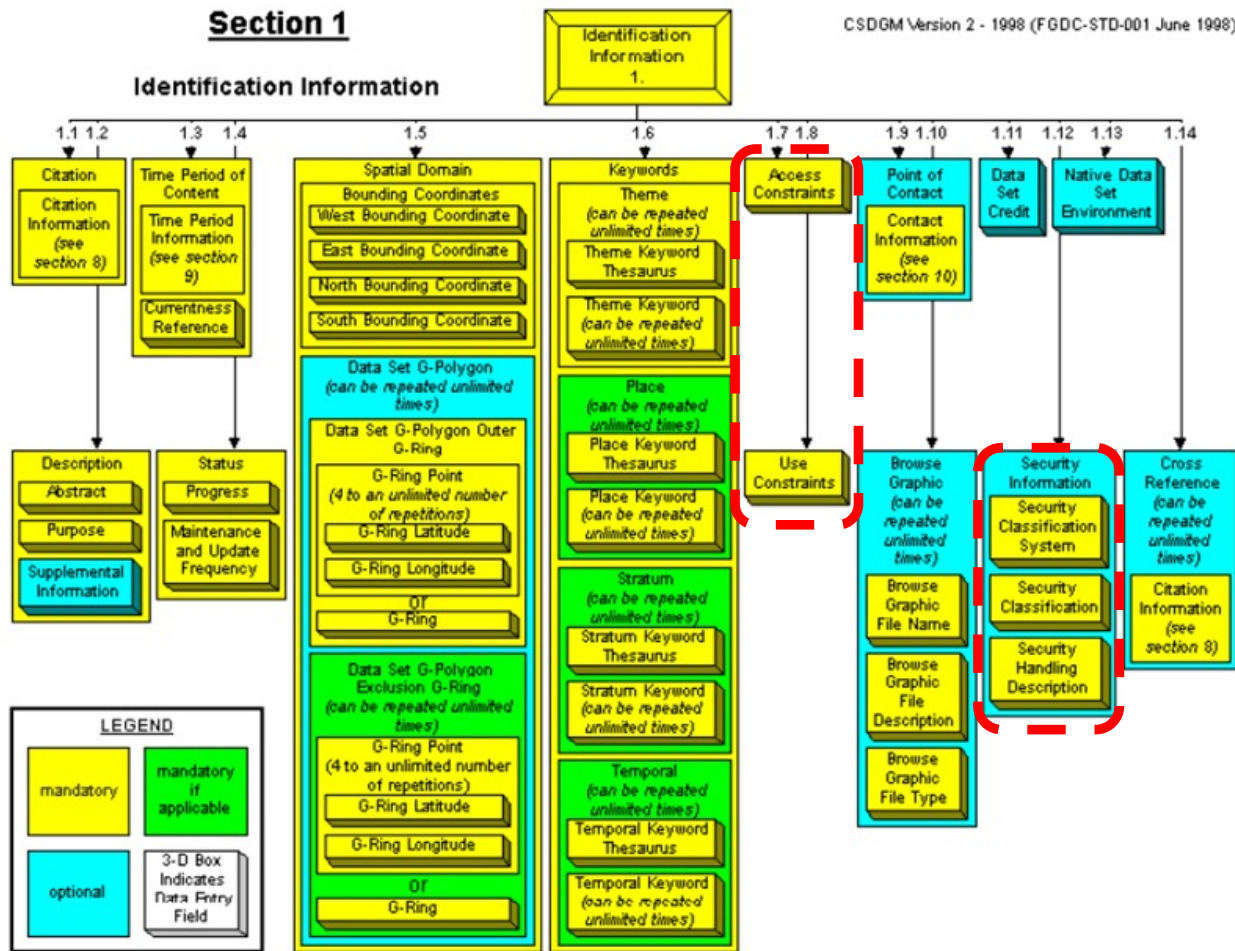 Section 1
CSDGM Version 2 - 1998 (FGDC-STD-001 June 1998)
Identification Information
Identification
Information
1.
1.1
1.2
1.3
1.4
1.5
1.6
1.7
1.8
1.9
1.10
1.11
1.12
1.13
1.14
Citation
Citation
Information
(see
section 8)
Time Period of
Content
Time Period
Information
(see section
9)
Currentness
Reference
Description
Abstract
Purpose
Supplemental
Information
Status
Progress
Maintenance
and Update
Frequency
Spatial Domain
Bounding Coordinates
West Bounding Coordinate
East Bounding Coordinate
North Bounding Coordinate
South Bounding Coordinate
Data Set G-Polygon
(can be repeated unlimited
times)
Data Set G-Polygon Outer
G-Ring
G-Ring Point
(4 to an unlimited number
of repetitions)
G-Ring Latitude
G-Ring Longitude
or
G-Ring
Data Set G-Polygon
Exclusion G-Ring
(can be repeated unlimited
times)
G-Ring Point
(4 to an unlimited number
of repetitions)
G-Ring Latitude
G-Ring Longitude
or
G-Ring
Keywords
Theme
(can be repeated
unlimited times)
Theme Keyword
Thesaurus
Theme Keyword
(can be repeated
unlimited times)
Place
(can be repeated
unlimited times)
Place Keyword
Thesaurus
Place Keyword
(can be repeated
unlimited times)
Stratum
(can be repeated
unlimited times)
Stratum Keyword
Thesaurus
Stratum Keyword
(can be repeated
unlimited times)
Temporal
(can be repeated
unlimited times)
Temporal Keyword
Thesaurus
Temporal Keyword
(can be repeated
unlimited times)
Access
Constraints
Use
Constraints
Point of
Contact
Contact
Information
(see
section 10)
Browse
Graphic
(can be
repeated
unlimited
times)
Browse
Graphic
File Name
Browse
Graphic
File
Description
Browse
Graphic
File Type
Data
Set
Credit
Native Data
Set
Environment
Security
Information
Security
Classification
System
Security
Classification
Security
Handling
Description
Cross
Reference
(can be
repeated
unlimited
times)
Citation
Information
(see
section 8)
LEGEND
mandatory
mandatory
if
applicable
optional
3-D Box
Indicates
Data Entry
Field